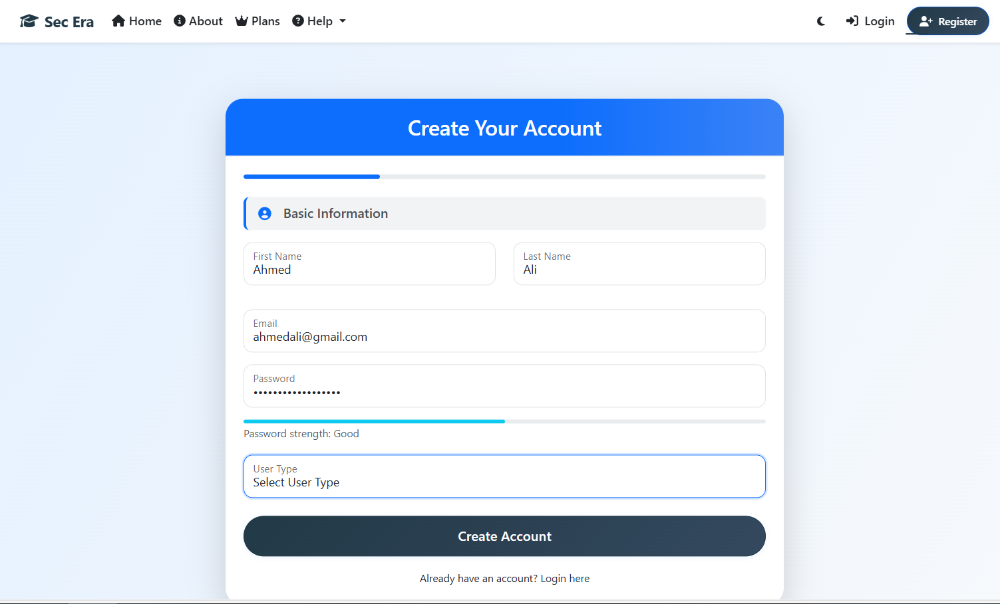 Sec Era Home About Plans Help Login Register
Create Your Account
Basic Information
First Name Last Name
Ahmed Ali
Email
ahmedali@gmail.com
Password
••••••••••••••••••
Password strength: Good
User Type
Select User Type
Create Account
Already have an account? Login here